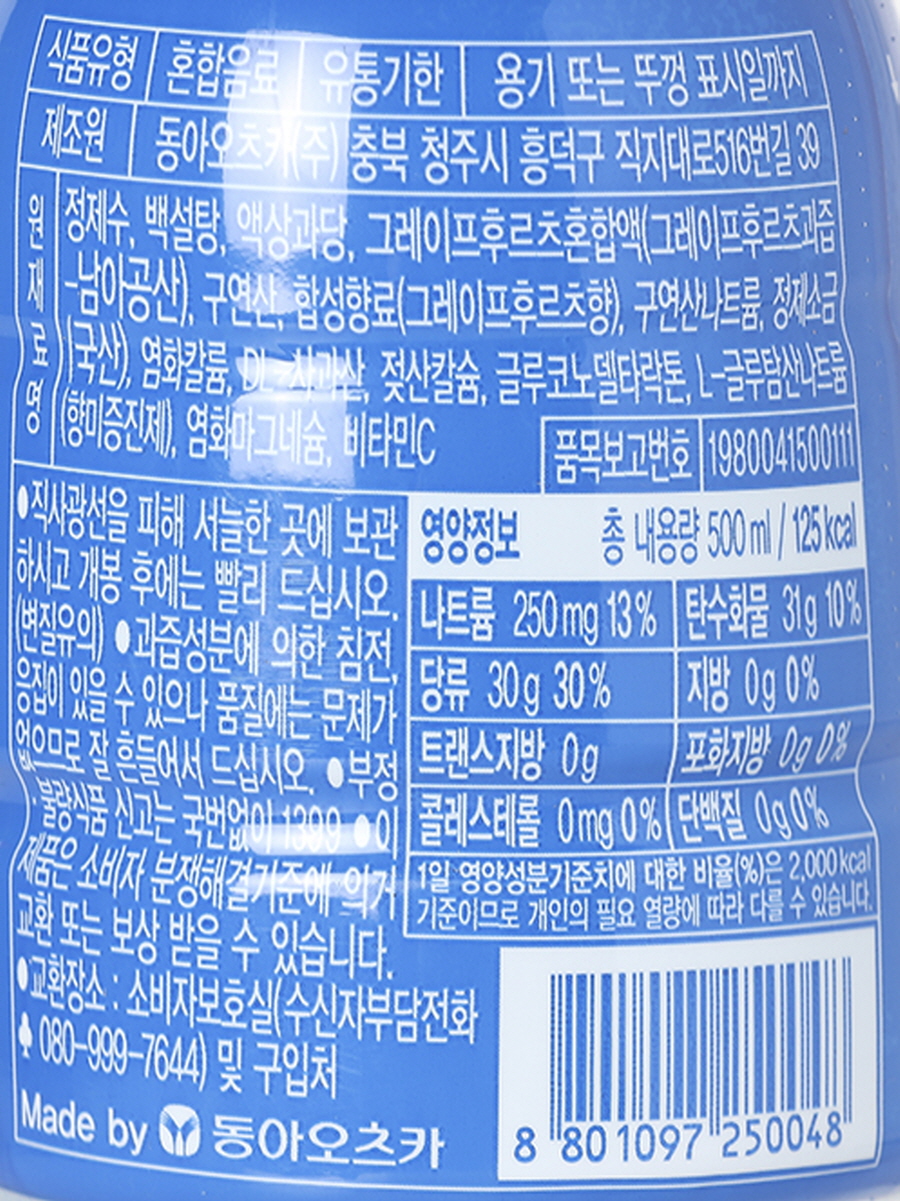 식품유형 혼합음료 유통기한 용기 또는 뚜껑 표시일까지
제조원 동아오츠카(주) 충북 청주시 흥덕구 직지대로516번길 39
원재료명
정제수, 백설탕, 액상과당, 그레이프후르츠혼합액(그레이프후르츠과즙
-남아공산), 구연산, 합성향료(그레이프후르츠향), 구연산나트륨, 정제소금
(국산), 염화칼륨, DL-사과산, 젖산칼슘, 글루코노델타락톤, L-글루탐산나트륨
(향미증진제), 염화마그네슘, 비타민C
품목보고번호 1980041500111
●직사광선을 피해 서늘한 곳에 보관
하시고 개봉 후에는 빨리 드십시오.
(변질유의) ●과즙성분에 의한 침전,
응집이 있을 수 있으나 품질에는 문제가
없으므로 잘 흔들어서 드십시오. ●부정
·불량식품 신고는 국번없이 1399 ●이
제품은 소비자 분쟁해결기준에 의거
교환 또는 보상 받을 수 있습니다.
●교환장소 : 소비자보호실(수신자부담전화
080-999-7644) 및 구입처
Made by 동아오츠카
영양정보 총 내용량 500 ml / 125 kcal
나트륨 250 mg 13% 탄수화물 31g 10%
당류 30g 30% 지방 0g 0%
트랜스지방 0g 포화지방 0g 0%
콜레스테롤 0mg 0% 단백질 0g 0%
1일 영양성분기준치에 대한 비율(%)은 2,000 kcal
기준이므로 개인의 필요 열량에 따라 다를 수 있습니다.
8 801097 250048